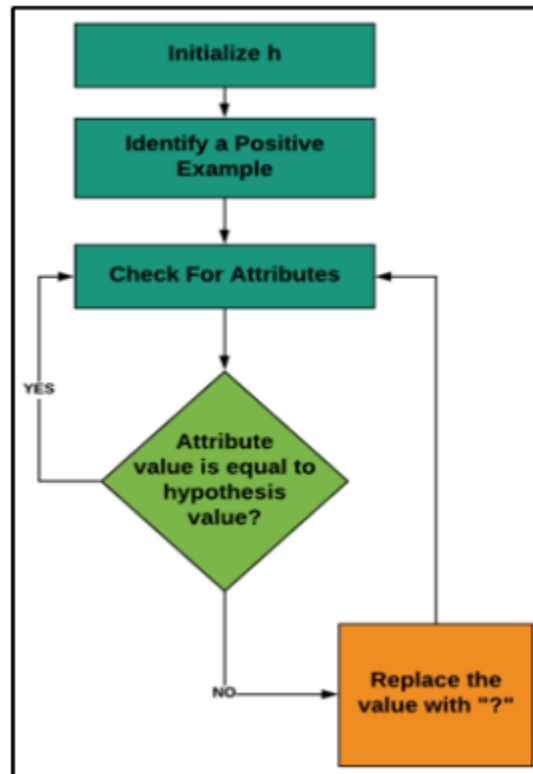 Initialize h
Identify a Positive
Example
Check For Attributes
YES
Attribute
value is equal to
hypothesis
value?
NO
Replace the
value with "?"